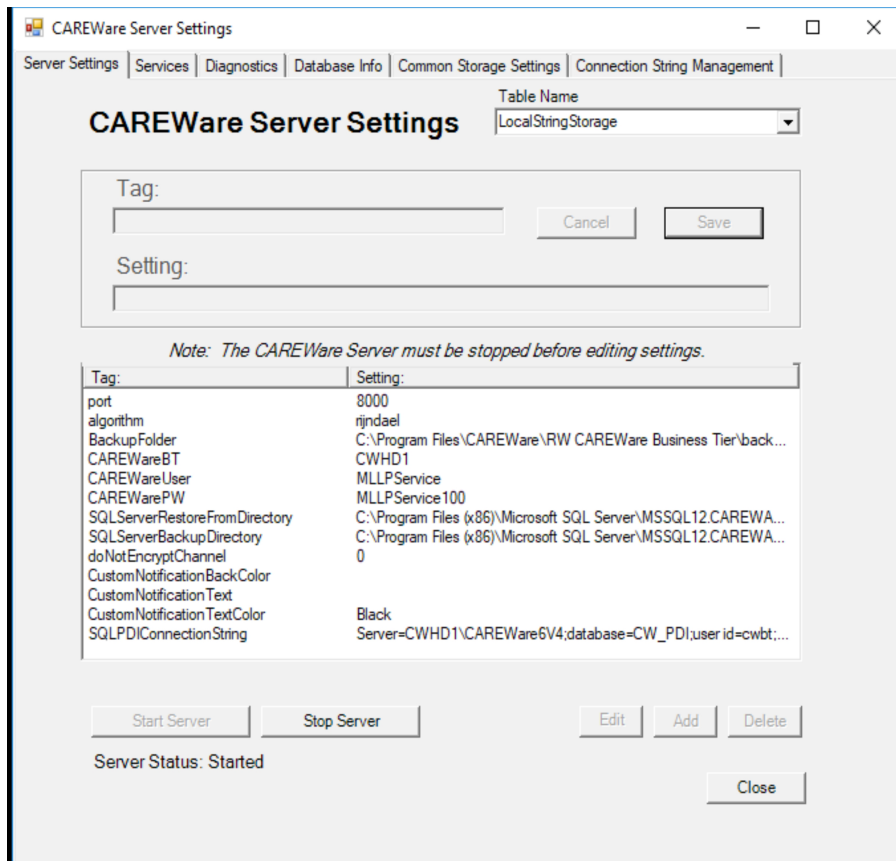 CAREWare Server Settings
Server Settings Services Diagnostics Database Info Common Storage Settings Connection String Management
Table Name
CAREWare Server Settings LocalStringStorage
Tag:
Cancel Save
Setting:
Note: The CAREWare Server must be stopped before editing settings.
Tag: Setting:
port 8000
algorithm rijndael
BackupFolder C:\Program Files\CAREWare\RW CAREWare Business Tier\back...
CAREWareBT CWHD1
CAREWareUser MLLPService
CAREWarePW MLLPService100
SQLServerRestoreFromDirectory C:\Program Files (x86)\Microsoft SQL Server\MSSQL12.CAREWA...
SQLServerBackupDirectory C:\Program Files (x86)\Microsoft SQL Server\MSSQL12.CAREWA...
doNotEncryptChannel 0
CustomNotificationBackColor
CustomNotificationText
CustomNotificationTextColor Black
SQLPDIConnectionString Server=CWHD1\CAREWare6V4;database=CW_PDI;user id=cwbt;...
Start Server Stop Server Edit Add Delete
Server Status: Started
Close